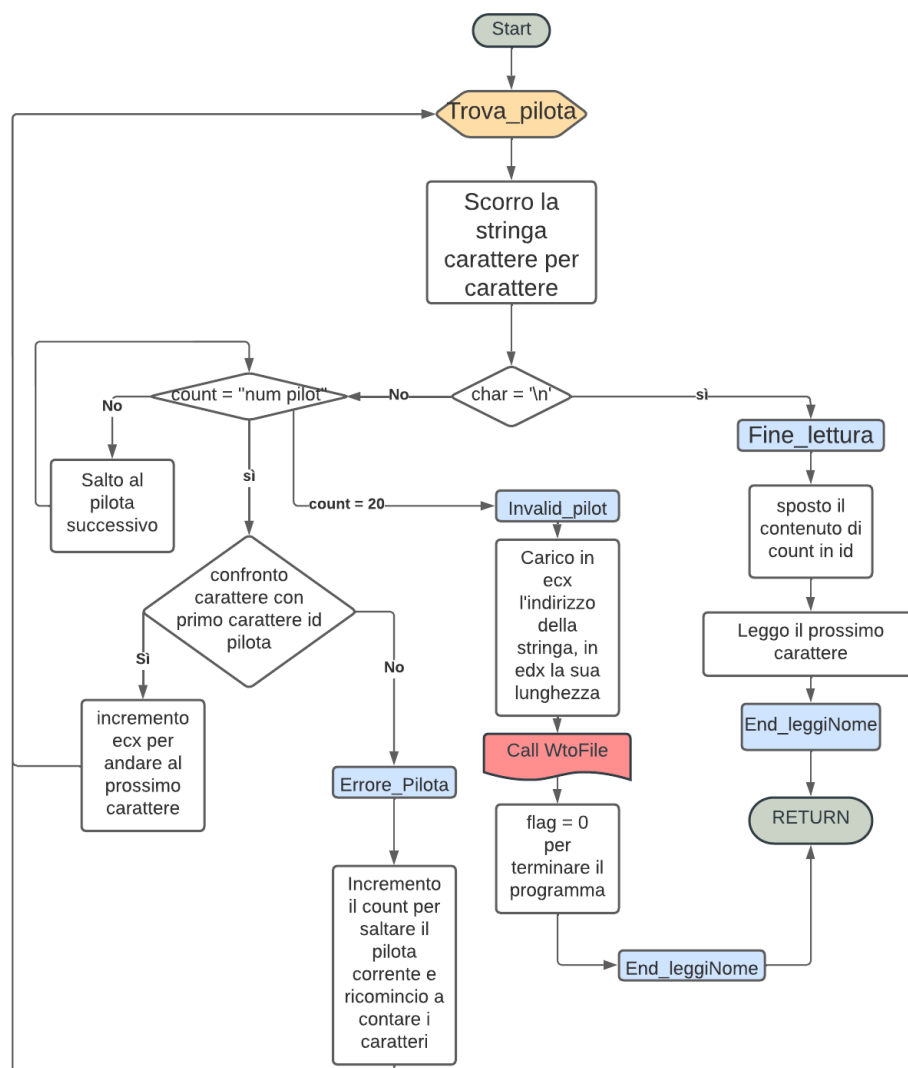 Start
Trova_pilota
Scorro la
stringa
carattere per
carattere
char = '\n'
No
sì
count = "num pilot"
No
sì
count = 20
Salto al
pilota
successivo
Fine_lettura
sposto il
contenuto di
count in id
Leggo il prossimo
carattere
End_leggiNome
RETURN
Invalid_pilot
Carico in
ecx
l'indirizzo
della
stringa, in
edx la sua
lunghezza
Call WtoFile
flag = 0
per
terminare il
programma
End_leggiNome
confronto
carattere con
primo carattere id
pilota
Sì
No
incremento
ecx per
andare al
prossimo
carattere
Errore_Pilota
Incremento
il count per
saltare il
pilota
corrente e
ricomincio a
contare i
caratteri